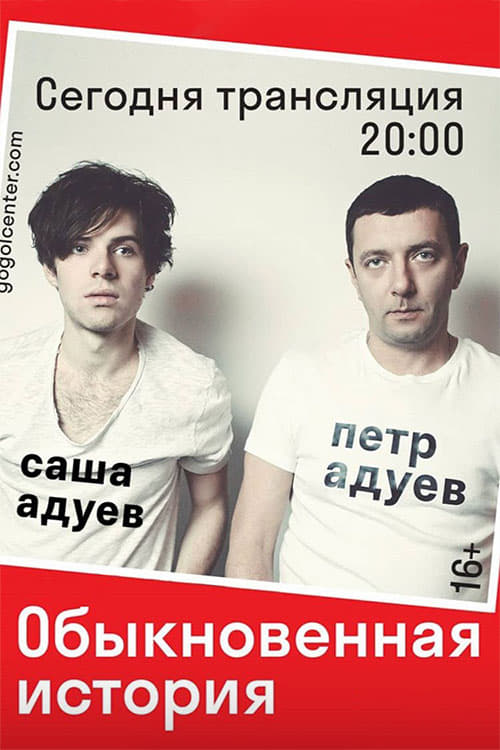 Сегодня трансляция
20:00
gogolcenter.com
саша
адуев
петр
адуев
16+
Обыкновенная
история